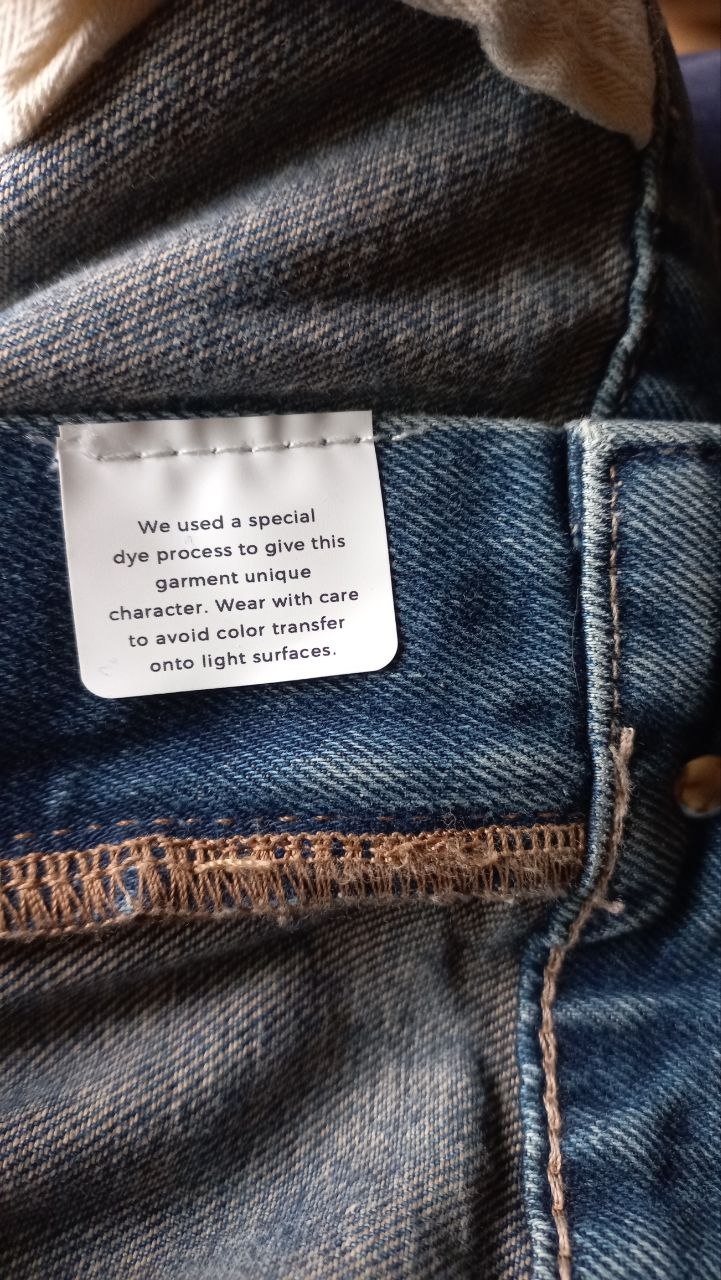 We used a special
dye process to give this
garment unique
character. Wear with care
to avoid color transfer
onto light surfaces.